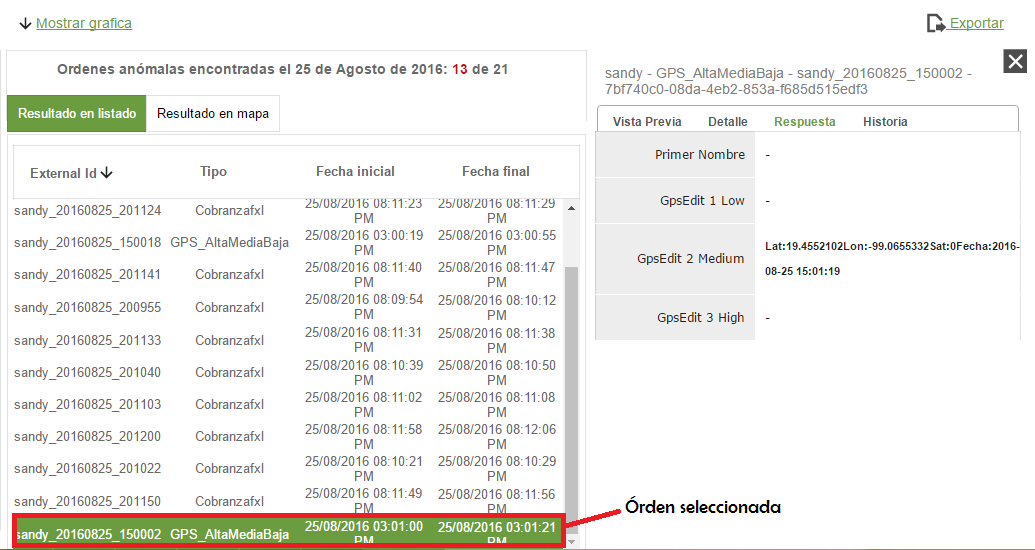 Mostrar grafica
Exportar
Ordenes anómalas encontradas el 25 de Agosto de 2016: 13 de 21
Resultado en listado
Resultado en mapa
External Id Tipo Fecha inicial Fecha final
sandy_20160825_201124 Cobranzafxl 25/08/2016 08:11:23 PM 25/08/2016 08:11:29 PM
sandy_20160825_150018 GPS_AltaMediaBaja 25/08/2016 03:00:19 PM 25/08/2016 03:00:55 PM
sandy_20160825_201141 Cobranzafxl 25/08/2016 08:11:40 PM 25/08/2016 08:11:47 PM
sandy_20160825_200955 Cobranzafxl 25/08/2016 08:09:54 PM 25/08/2016 08:10:12 PM
sandy_20160825_201133 Cobranzafxl 25/08/2016 08:11:31 PM 25/08/2016 08:11:38 PM
sandy_20160825_201040 Cobranzafxl 25/08/2016 08:10:39 PM 25/08/2016 08:10:50 PM
sandy_20160825_201103 Cobranzafxl 25/08/2016 08:11:02 PM 25/08/2016 08:11:08 PM
sandy_20160825_201200 Cobranzafxl 25/08/2016 08:11:58 PM 25/08/2016 08:12:06 PM
sandy_20160825_201022 Cobranzafxl 25/08/2016 08:10:21 PM 25/08/2016 08:10:29 PM
sandy_20160825_201150 Cobranzafxl 25/08/2016 08:11:49 PM 25/08/2016 08:11:56 PM
sandy_20160825_150002 GPS_AltaMediaBaja 25/08/2016 03:01:00 25/08/2016 03:01:21
sandy - GPS_AltaMediaBaja - sandy_20160825_150002 -
7bf740c0-08da-4eb2-853a-f685d515edf3
Vista Previa Detalle Respuesta Historia
Primer Nombre -
GpsEdit 1 Low -
GpsEdit 2 Medium Lat:19.4552102Lon:-99.0655332Sat:0Fecha:2016-
08-25 15:01:19
GpsEdit 3 High -
Órden seleccionada